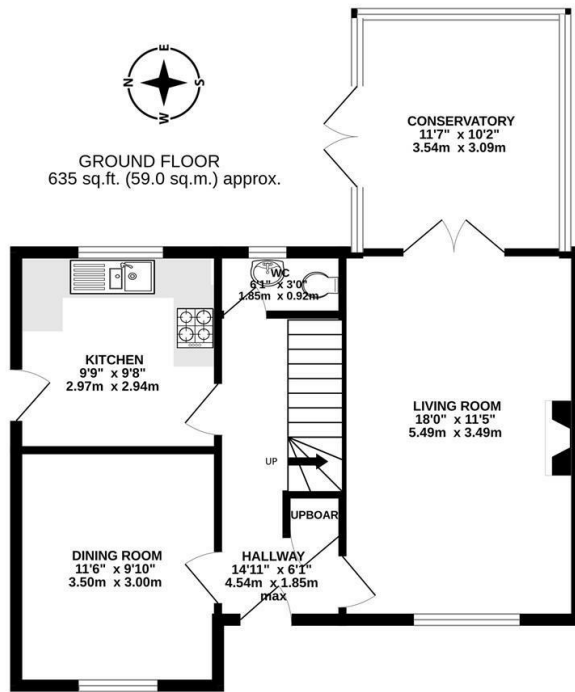 N
E
S
W
GROUND FLOOR
635 sq.ft. (59.0 sq.m.) approx.
CONSERVATORY
11'7" x 10'2"
3.54m x 3.09m
WC
6'1" x 3'0"
1.85m x 0.92m
KITCHEN
9'9" x 9'8"
2.97m x 2.94m
LIVING ROOM
18'0" x 11'5"
5.49m x 3.49m
UP
UPBOAR
DINING ROOM
11'6" x 9'10"
3.50m x 3.00m
HALLWAY
14'11" x 6'1"
4.54m x 1.85m
max